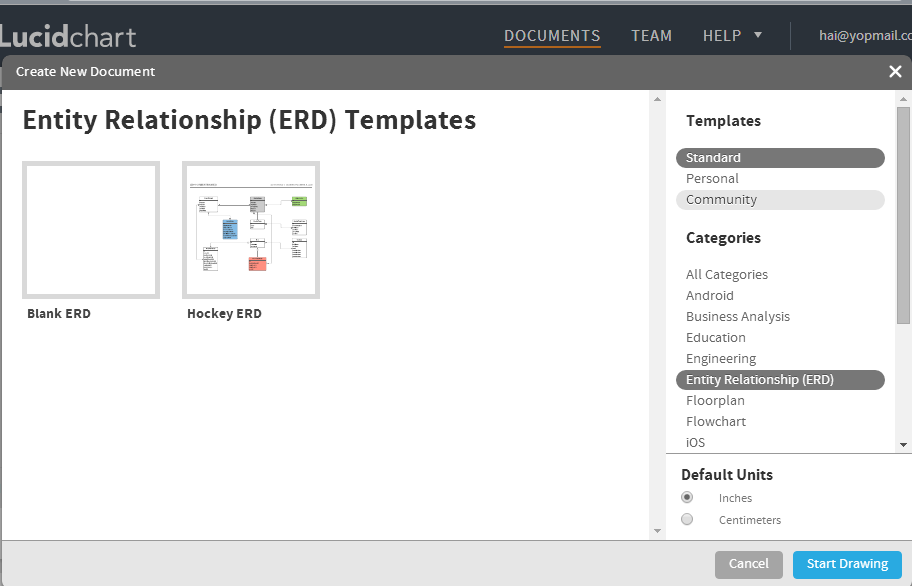 Lucidchart
DOCUMENTS TEAM HELP hai@yopmail.co
Create New Document
Entity Relationship (ERD) Templates
Blank ERD
Hockey ERD
Templates
Standard
Personal
Community
Categories
All Categories
Android
Business Analysis
Education
Engineering
Entity Relationship (ERD)
Floorplan
Flowchart
iOS
Default Units
Inches
Centimeters
Cancel
Start Drawing